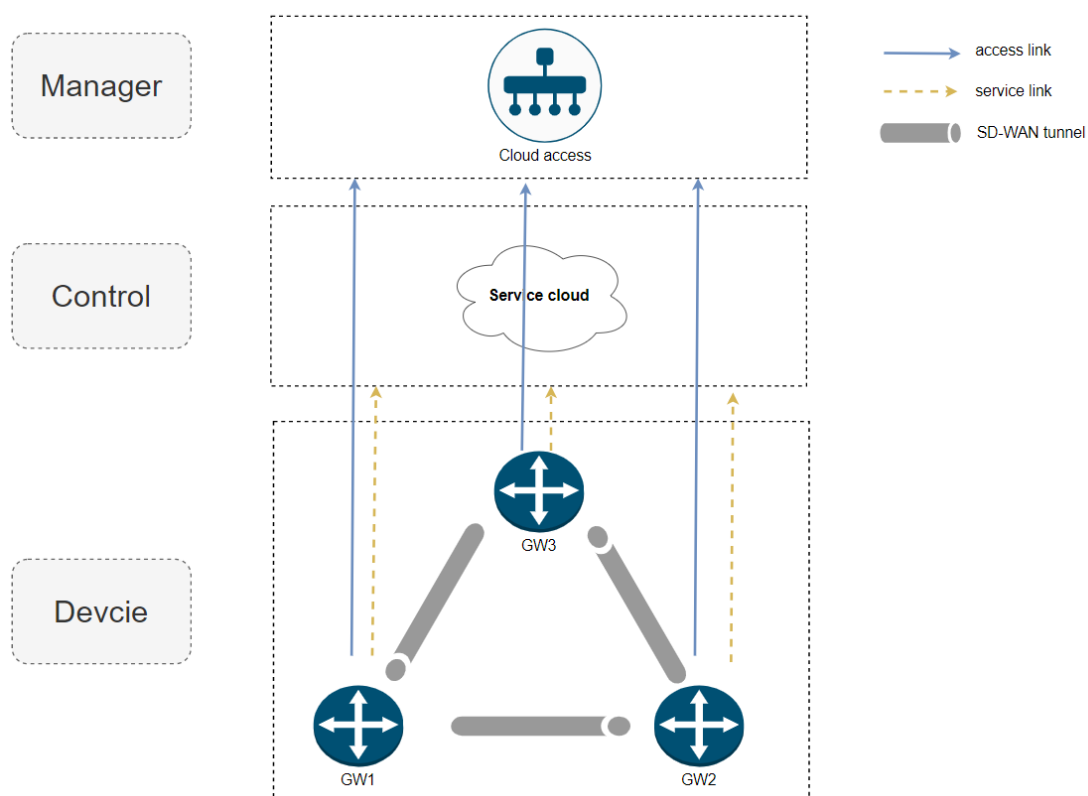 Manager
Cloud access
access link
service link
SD-WAN tunnel
Control
Service cloud
Devcie
GW3
GW1
GW2